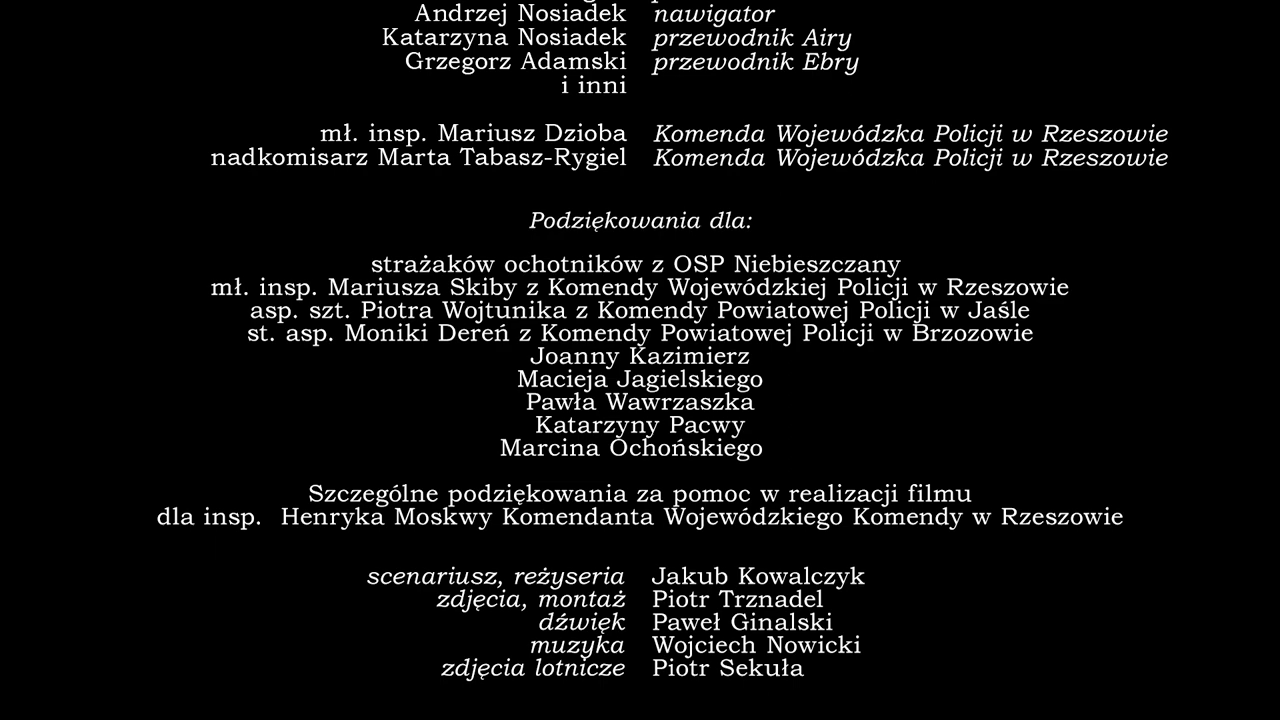 Andrzej Nosiadek nawigator
Katarzyna Nosiadek przewodnik Airy
Grzegorz Adamski przewodnik Ebry
i inni
mł. insp. Mariusz Dzioba Komenda Wojewódzka Policji w Rzeszowie
nadkomisarz Marta Tabasz-Rygiel Komenda Wojewódzka Policji w Rzeszowie
Podziękowania dla:
strażaków ochotników z OSP Niebieszczany
mł. insp. Mariusza Skiby z Komendy Wojewódzkiej Policji w Rzeszowie
asp. szt. Piotra Wojtunika z Komendy Powiatowej Policji w Jaśle
st. asp. Moniki Dereń z Komendy Powiatowej Policji w Brzozowie
Joanny Kazimierz
Macieja Jagielskiego
Pawła Wawrzaszka
Katarzyny Pacwy
Marcina Ochońskiego
Szczególne podziękowania za pomoc w realizacji filmu
dla insp. Henryka Moskwy Komendanta Wojewódzkiego Komendy w Rzeszowie
scenariusz, reżyseria Jakub Kowalczyk
zdjęcia, montaż Piotr Trznadel
dźwięk Paweł Ginalski
muzyka Wojciech Nowicki
zdjęcia lotnicze Piotr Sekuła